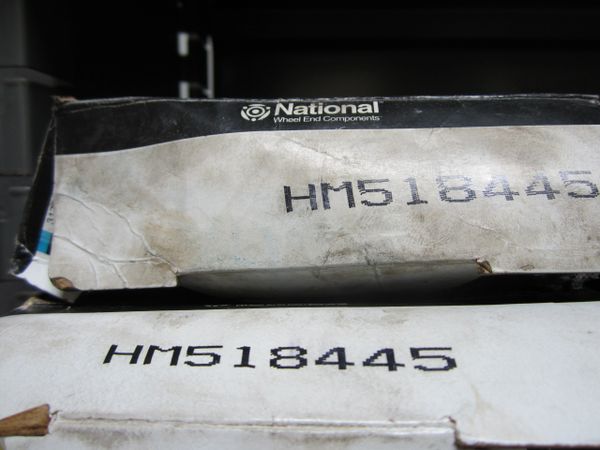 National
Wheel End Components
HM518445
HM518445